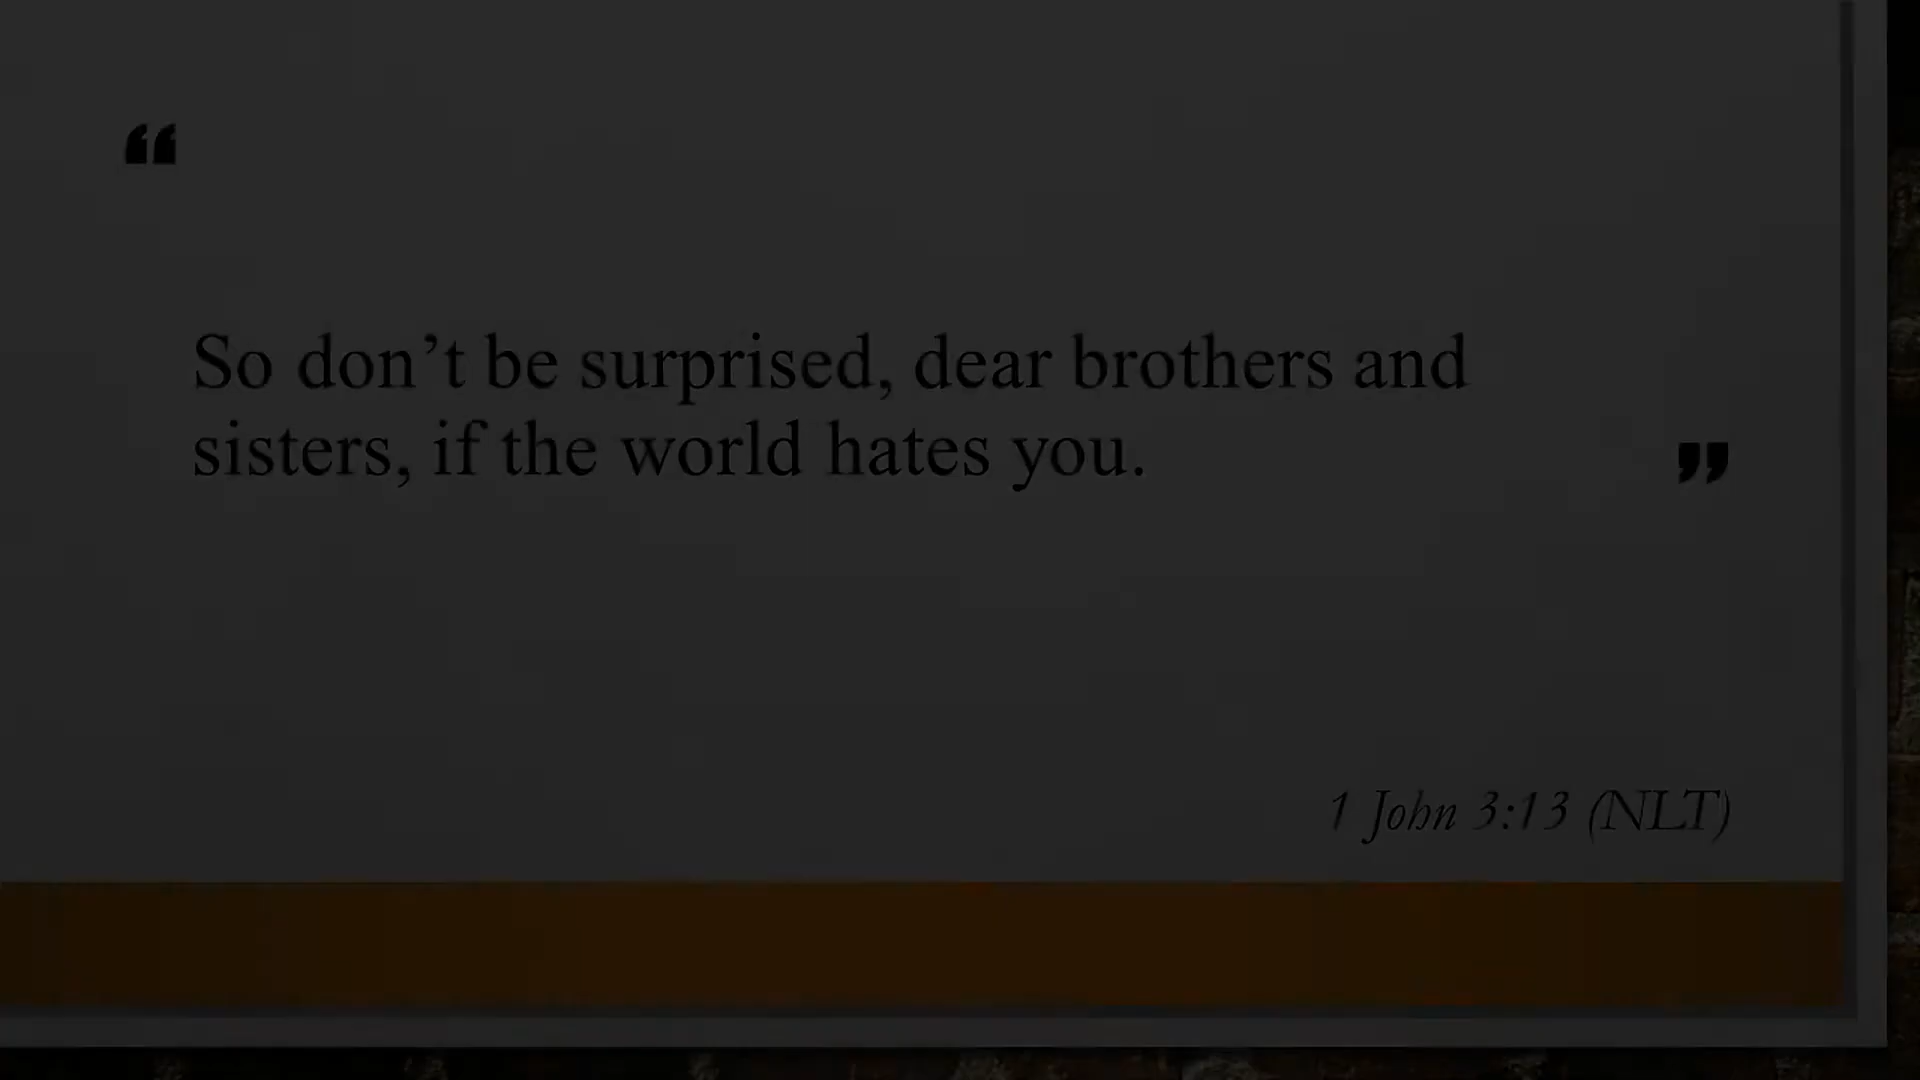 “
So don’t be surprised, dear brothers and
sisters, if the world hates you.
”
1 John 3:13 (NLT)